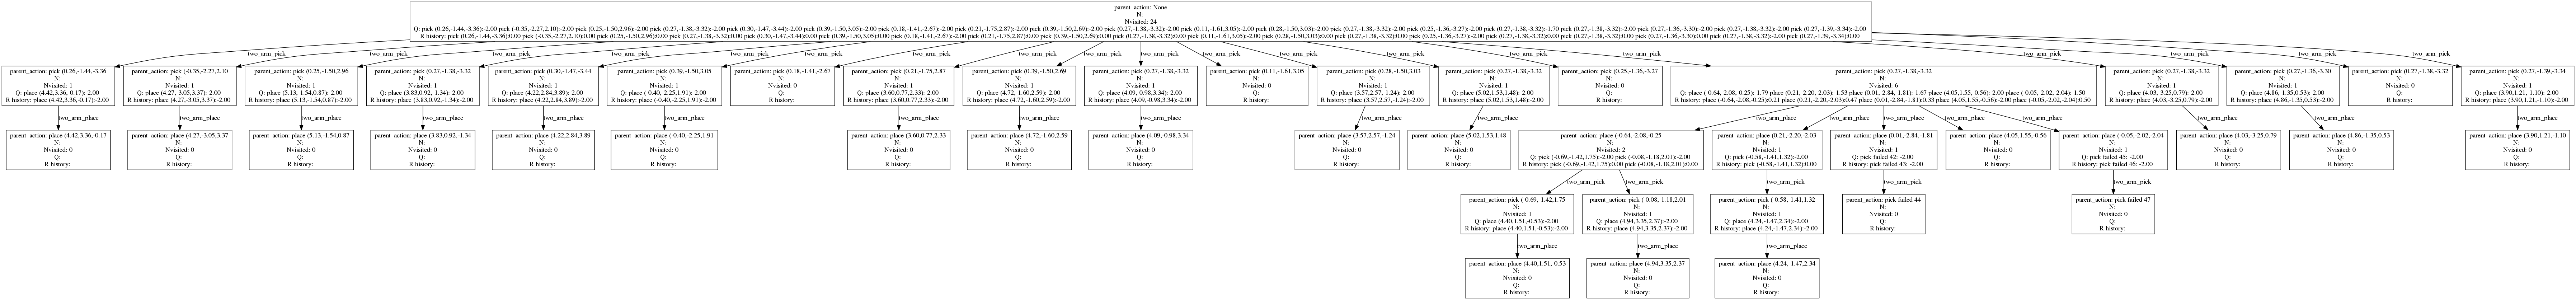 parent_action: None
N:
Nvisited: 24
Q: pick (0.26,-1.44,-3.36):-2.00 pick (-0.35,-2.27,2.10):-2.00 pick (0.25,-1.50,2.96):-2.00 pick (0.27,-1.38,-3.32):-2.00 pick (0.30,-1.47,-3.44):-2.00 pick (0.39,-1.50,3.05):-2.00 pick (0.18,-1.41,-2.67):-2.00 pick (0.21,-1.75,2.87):-2.00 pick (0.39,-1.50,2.69):-2.00 pick (0.27,-1.38,-3.32):-2.00 pick (0.11,-1.61,3.05):-2.00 pick (0.28,-1.50,3.03):-2.00 pick (0.27,-1.38,-3.32):-2.00 pick (0.25,-1.36,-3.27):-2.00 pick (0.27,-1.38,-3.32):-1.70 pick (0.27,-1.38,-3.32):-2.00 pick (0.27,-1.36,-3.30):-2.00 pick (0.27,-1.38,-3.32):-2.00 pick (0.27,-1.39,-3.34):-2.00
R history: pick (0.26,-1.44,-3.36):0.00 pick (-0.35,-2.27,2.10):0.00 pick (0.25,-1.50,2.96):0.00 pick (0.27,-1.38,-3.32):0.00 pick (0.30,-1.47,-3.44):0.00 pick (0.39,-1.50,3.05):0.00 pick (0.18,-1.41,-2.67):-2.00 pick (0.21,-1.75,2.87):0.00 pick (0.39,-1.50,2.69):0.00 pick (0.27,-1.38,-3.32):0.00 pick (0.11,-1.61,3.05):-2.00 pick (0.28,-1.50,3.03):0.00 pick (0.27,-1.38,-3.32):0.00 pick (0.25,-1.36,-3.27):-2.00 pick (0.27,-1.38,-3.32):0.00 pick (0.27,-1.38,-3.32):0.00 pick (0.27,-1.36,-3.30):0.00 pick (0.27,-1.38,-3.32):-2.00 pick (0.27,-1.39,-3.34):0.00
two_arm_pick two_arm_pick two_arm_pick two_arm_pick two_arm_pick two_arm_pick two_arm_pick two_arm_pick two_arm_pick two_arm_pick two_arm_pick two_arm_pick two_arm_pick two_arm_pick two_arm_pick two_arm_pick two_arm_pick two_arm_pick two_arm_pick
parent_action: pick (0.26,-1.44,-3.36
N:
Nvisited: 1
Q: place (4.42,3.36,-0.17):-2.00
R history: place (4.42,3.36,-0.17):-2.00
parent_action: pick (-0.35,-2.27,2.10
N:
Nvisited: 1
Q: place (4.27,-3.05,3.37):-2.00
R history: place (4.27,-3.05,3.37):-2.00
parent_action: pick (0.25,-1.50,2.96
N:
Nvisited: 1
Q: place (5.13,-1.54,0.87):-2.00
R history: place (5.13,-1.54,0.87):-2.00
parent_action: pick (0.27,-1.38,-3.32
N:
Nvisited: 1
Q: place (3.83,0.92,-1.34):-2.00
R history: place (3.83,0.92,-1.34):-2.00
parent_action: pick (0.30,-1.47,-3.44
N:
Nvisited: 1
Q: place (4.22,2.84,3.89):-2.00
R history: place (4.22,2.84,3.89):-2.00
parent_action: pick (0.39,-1.50,3.05
N:
Nvisited: 1
Q: place (-0.40,-2.25,1.91):-2.00
R history: place (-0.40,-2.25,1.91):-2.00
parent_action: pick (0.18,-1.41,-2.67
N:
Nvisited: 0
Q:
R history:
parent_action: pick (0.21,-1.75,2.87
N:
Nvisited: 1
Q: place (3.60,0.77,2.33):-2.00
R history: place (3.60,0.77,2.33):-2.00
parent_action: pick (0.39,-1.50,2.69
N:
Nvisited: 1
Q: place (4.72,-1.60,2.59):-2.00
R history: place (4.72,-1.60,2.59):-2.00
parent_action: pick (0.27,-1.38,-3.32
N:
Nvisited: 1
Q: place (4.09,-0.98,3.34):-2.00
R history: place (4.09,-0.98,3.34):-2.00
parent_action: pick (0.11,-1.61,3.05
N:
Nvisited: 0
Q:
R history:
parent_action: pick (0.28,-1.50,3.03
N:
Nvisited: 1
Q: place (3.57,2.57,-1.24):-2.00
R history: place (3.57,2.57,-1.24):-2.00
parent_action: pick (0.27,-1.38,-3.32
N:
Nvisited: 1
Q: place (5.02,1.53,1.48):-2.00
R history: place (5.02,1.53,1.48):-2.00
parent_action: pick (0.25,-1.36,-3.27
N:
Nvisited: 0
Q:
R history:
parent_action: pick (0.27,-1.38,-3.32
N:
Nvisited: 6
Q: place (-0.64,-2.08,-0.25):-1.79 place (0.21,-2.20,-2.03):-1.53 place (0.01,-2.84,-1.81):-1.67 place (4.05,1.55,-0.56):-2.00 place (-0.05,-2.02,-2.04):-1.50
R history: place (-0.64,-2.08,-0.25):0.21 place (0.21,-2.20,-2.03):0.47 place (0.01,-2.84,-1.81):0.33 place (4.05,1.55,-0.56):-2.00 place (-0.05,-2.02,-2.04):0.50
parent_action: pick (0.27,-1.38,-3.32
N:
Nvisited: 1
Q: place (4.03,-3.25,0.79):-2.00
R history: place (4.03,-3.25,0.79):-2.00
parent_action: pick (0.27,-1.36,-3.30
N:
Nvisited: 1
Q: place (4.86,-1.35,0.53):-2.00
R history: place (4.86,-1.35,0.53):-2.00
parent_action: pick (0.27,-1.38,-3.32
N:
Nvisited: 0
Q:
R history:
parent_action: pick (0.27,-1.39,-3.34
N:
Nvisited: 1
Q: place (3.90,1.21,-1.10):-2.00
R history: place (3.90,1.21,-1.10):-2.00
two_arm_place two_arm_place two_arm_place two_arm_place two_arm_place two_arm_place two_arm_place two_arm_place two_arm_place two_arm_place two_arm_place two_arm_place two_arm_place two_arm_place two_arm_place two_arm_place two_arm_place two_arm_place two_arm_place
parent_action: place (4.42,3.36,-0.17
N:
Nvisited: 0
Q:
R history:
parent_action: place (4.27,-3.05,3.37
N:
Nvisited: 0
Q:
R history:
parent_action: place (5.13,-1.54,0.87
N:
Nvisited: 0
Q:
R history:
parent_action: place (3.83,0.92,-1.34
N:
Nvisited: 0
Q:
R history:
parent_action: place (4.22,2.84,3.89
N:
Nvisited: 0
Q:
R history:
parent_action: place (-0.40,-2.25,1.91
N:
Nvisited: 0
Q:
R history:
parent_action: place (3.60,0.77,2.33
N:
Nvisited: 0
Q:
R history:
parent_action: place (4.72,-1.60,2.59
N:
Nvisited: 0
Q:
R history:
parent_action: place (4.09,-0.98,3.34
N:
Nvisited: 0
Q:
R history:
parent_action: place (3.57,2.57,-1.24
N:
Nvisited: 0
Q:
R history:
parent_action: place (5.02,1.53,1.48
N:
Nvisited: 0
Q:
R history:
parent_action: place (-0.64,-2.08,-0.25
N:
Nvisited: 2
Q: pick (-0.69,-1.42,1.75):-2.00 pick (-0.08,-1.18,2.01):-2.00
R history: pick (-0.69,-1.42,1.75):0.00 pick (-0.08,-1.18,2.01):0.00
parent_action: place (0.21,-2.20,-2.03
N:
Nvisited: 1
Q: pick (-0.58,-1.41,1.32):-2.00
R history: pick (-0.58,-1.41,1.32):0.00
parent_action: place (0.01,-2.84,-1.81
N:
Nvisited: 1
Q: pick failed 42: -2.00
R history: pick failed 43: -2.00
parent_action: place (4.05,1.55,-0.56
N:
Nvisited: 0
Q:
R history:
parent_action: place (-0.05,-2.02,-2.04
N:
Nvisited: 1
Q: pick failed 45: -2.00
R history: pick failed 46: -2.00
parent_action: place (4.03,-3.25,0.79
N:
Nvisited: 0
Q:
R history:
parent_action: place (4.86,-1.35,0.53
N:
Nvisited: 0
Q:
R history:
parent_action: place (3.90,1.21,-1.10
N:
Nvisited: 0
Q:
R history:
two_arm_pick two_arm_pick two_arm_pick two_arm_pick two_arm_pick
parent_action: pick (-0.69,-1.42,1.75
N:
Nvisited: 1
Q: place (4.40,1.51,-0.53):-2.00
R history: place (4.40,1.51,-0.53):-2.00
parent_action: pick (-0.08,-1.18,2.01
N:
Nvisited: 1
Q: place (4.94,3.35,2.37):-2.00
R history: place (4.94,3.35,2.37):-2.00
parent_action: pick (-0.58,-1.41,1.32
N:
Nvisited: 1
Q: place (4.24,-1.47,2.34):-2.00
R history: place (4.24,-1.47,2.34):-2.00
parent_action: pick failed 44
N:
Nvisited: 0
Q:
R history:
parent_action: pick failed 47
N:
Nvisited: 0
Q:
R history:
two_arm_place two_arm_place two_arm_place
parent_action: place (4.40,1.51,-0.53
N:
Nvisited: 0
Q:
R history:
parent_action: place (4.94,3.35,2.37
N:
Nvisited: 0
Q:
R history:
parent_action: place (4.24,-1.47,2.34
N:
Nvisited: 0
Q:
R history: